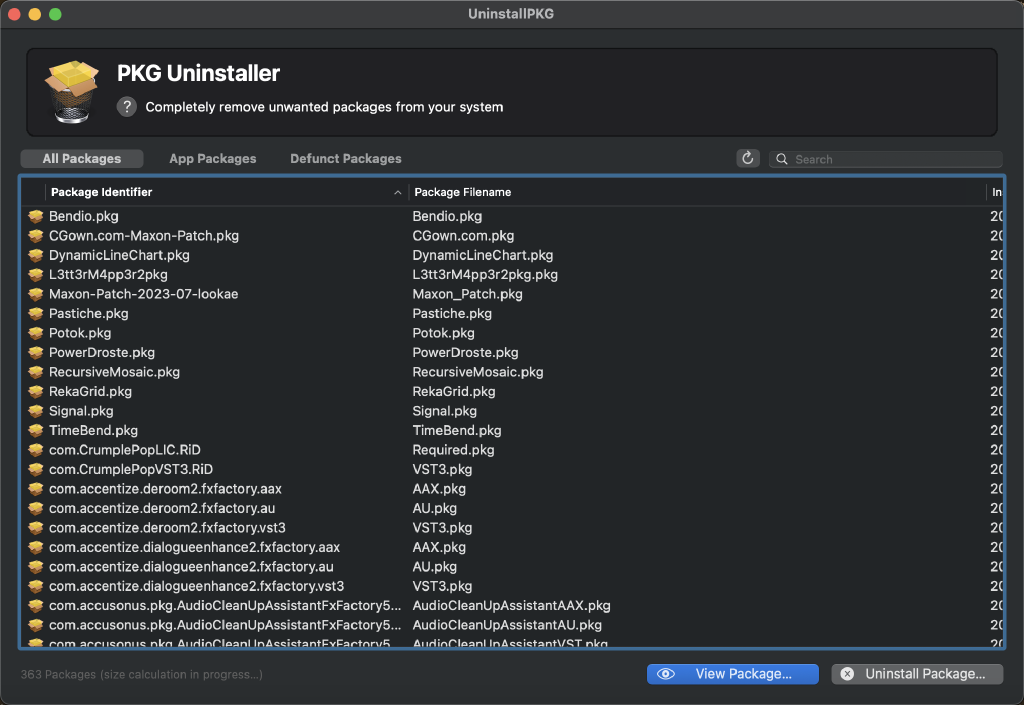 UninstallPKG
PKG Uninstaller
? Completely remove unwanted packages from your system
All Packages App Packages Defunct Packages Search
Package Identifier Package Filename In
Bendio.pkg Bendio.pkg 20
CGown.com-Maxon-Patch.pkg CGown.com.pkg 20
DynamicLineChart.pkg DynamicLineChart.pkg 20
L3tt3rM4pp3r2pkg L3tt3rM4pp3r2pkg.pkg 20
Maxon-Patch-2023-07-lookae Maxon_Patch.pkg 20
Pastiche.pkg Pastiche.pkg 20
Potok.pkg Potok.pkg 20
PowerDroste.pkg PowerDroste.pkg 20
RecursiveMosaic.pkg RecursiveMosaic.pkg 20
RekaGrid.pkg RekaGrid.pkg 20
Signal.pkg Signal.pkg 20
TimeBend.pkg TimeBend.pkg 20
com.CrumplePopLIC.RiD Required.pkg 20
com.CrumplePopVST3.RiD VST3.pkg 20
com.accentize.deroom2.fxfactory.aax AAX.pkg 20
com.accentize.deroom2.fxfactory.au AU.pkg 20
com.accentize.deroom2.fxfactory.vst3 VST3.pkg 20
com.accentize.dialogueenhance2.fxfactory.aax AAX.pkg 20
com.accentize.dialogueenhance2.fxfactory.au AU.pkg 20
com.accentize.dialogueenhance2.fxfactory.vst3 VST3.pkg 20
com.accusonus.pkg.AudioCleanUpAssistantFxFactory5... AudioCleanUpAssistantAAX.pkg 20
com.accusonus.pkg.AudioCleanUpAssistantFxFactory5... AudioCleanUpAssistantAU.pkg 20
com.accusonus.pkg.AudioCleanUpAssistantFxFactory5... AudioCleanUpAssistantVST.pkg 20
363 Packages (size calculation in progress...) View Package... Uninstall Package...